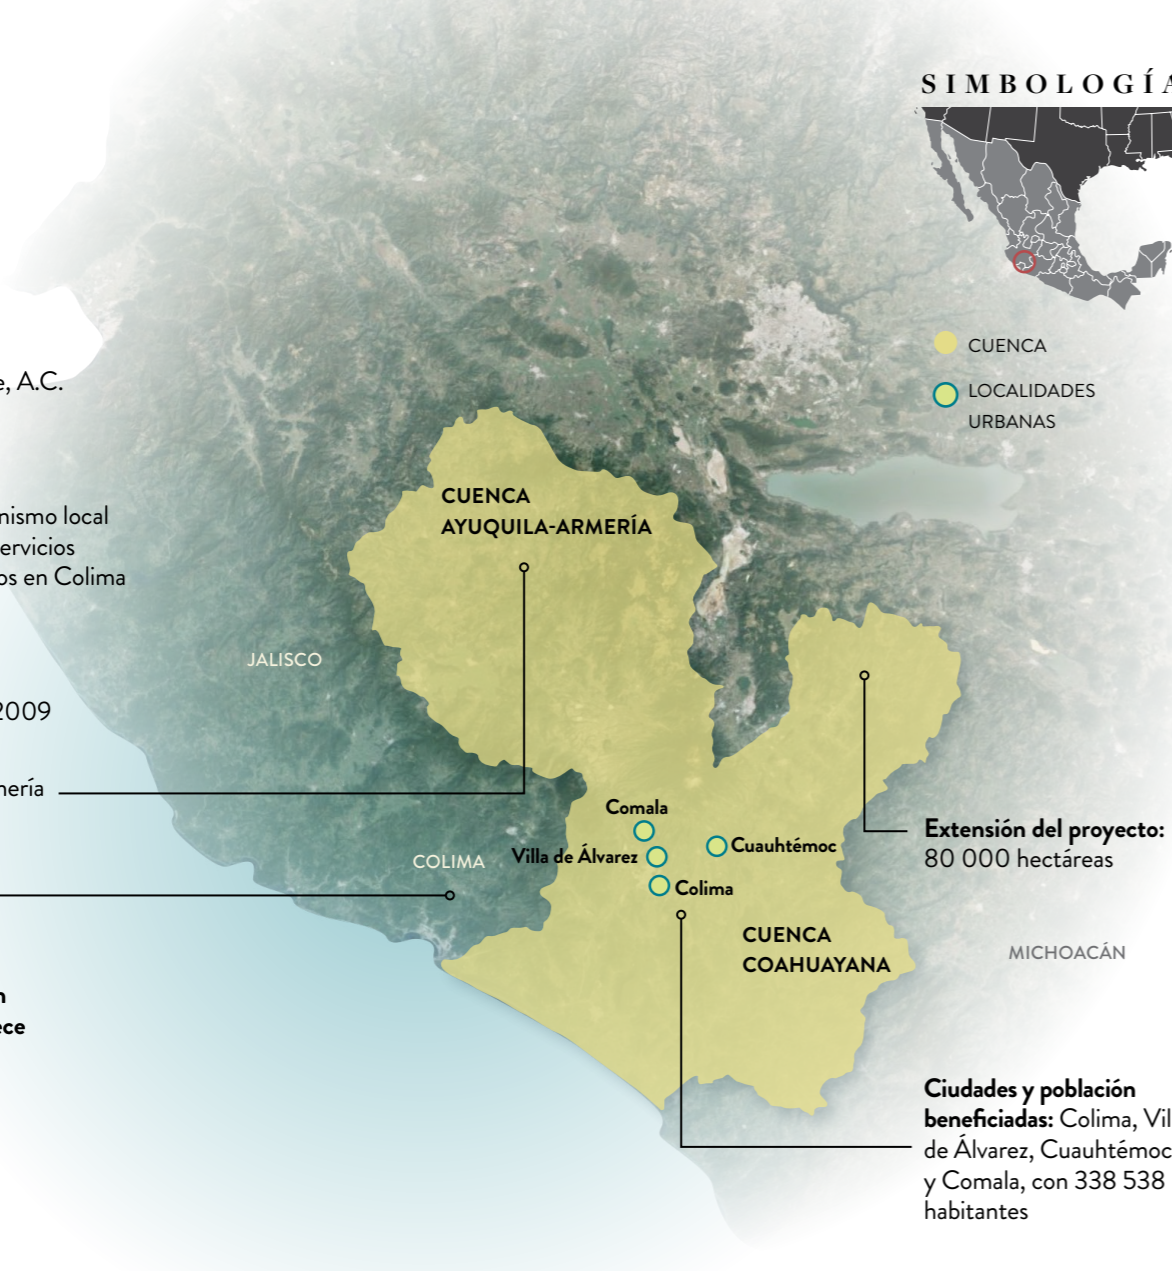 SIMBOLOGÍA
CUENCA
LOCALIDADES
URBANAS
e, A.C.
nismo local
ervicios
os en Colima
2009
nería
n
ece
CUENCA
AYUQUILA-ARMERÍA
JALISCO
COLIMA
Comala
Villa de Álvarez
Cuauhtémoc
Colima
CUENCA
COAHUAYANA
MICHOACÁN
Extensión del proyecto:
80 000 hectáreas
Ciudades y población
beneficiadas: Colima, Vil
de Álvarez, Cuauhtémoc
y Comala, con 338 538
habitantes